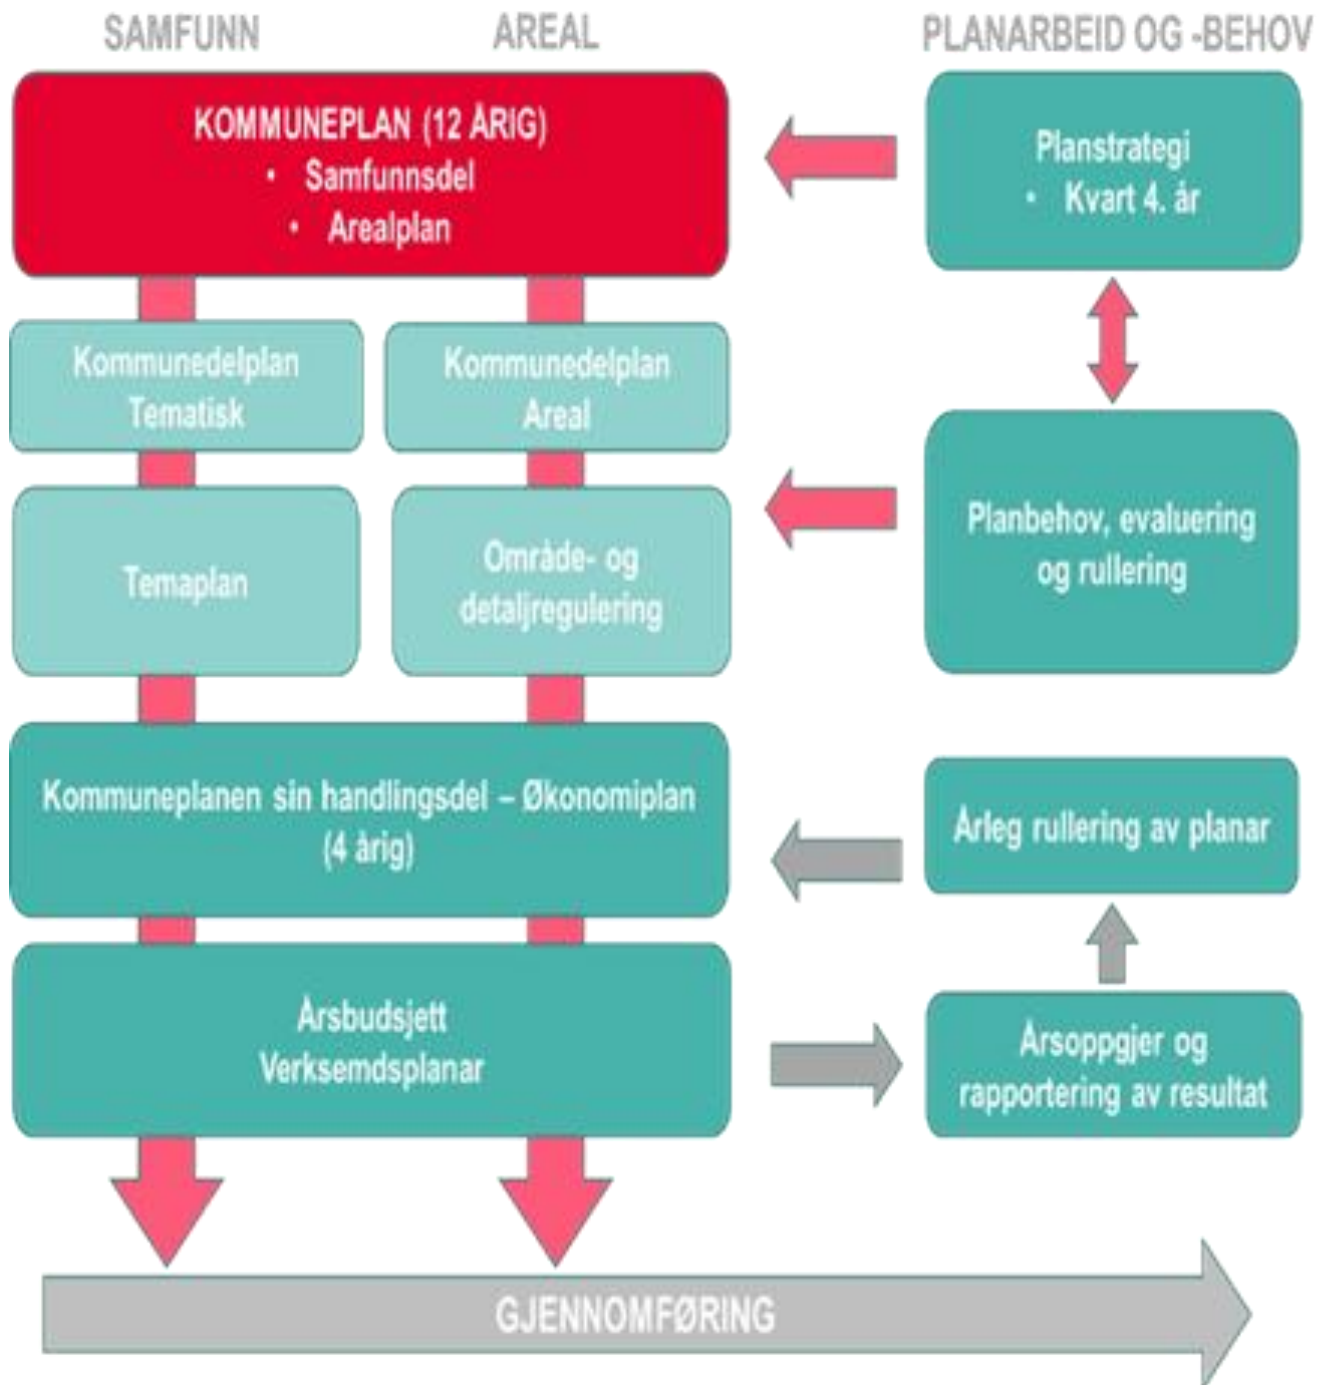 SAMFUNN
AREAL
PLANARBEID OG -BEHOV
KOMMUNEPLAN (12 ÅRIG)
• Samfunnsdel
• Arealplan
Planstrategi
• Kvart 4. år
Kommunedelplan
Tematisk
Kommunedelplan
Areal
Temaplan
Område- og
detaljregulering
Planbehov, evaluering
og rullering
Kommuneplanen sin handlingsdel – Økonomiplan
(4 årig)
Årleg rullering av planar
Årsbudsjett
Verksemdsplanar
Årsoppgjer og
rapportering av resultat
GJENNOMFØRING